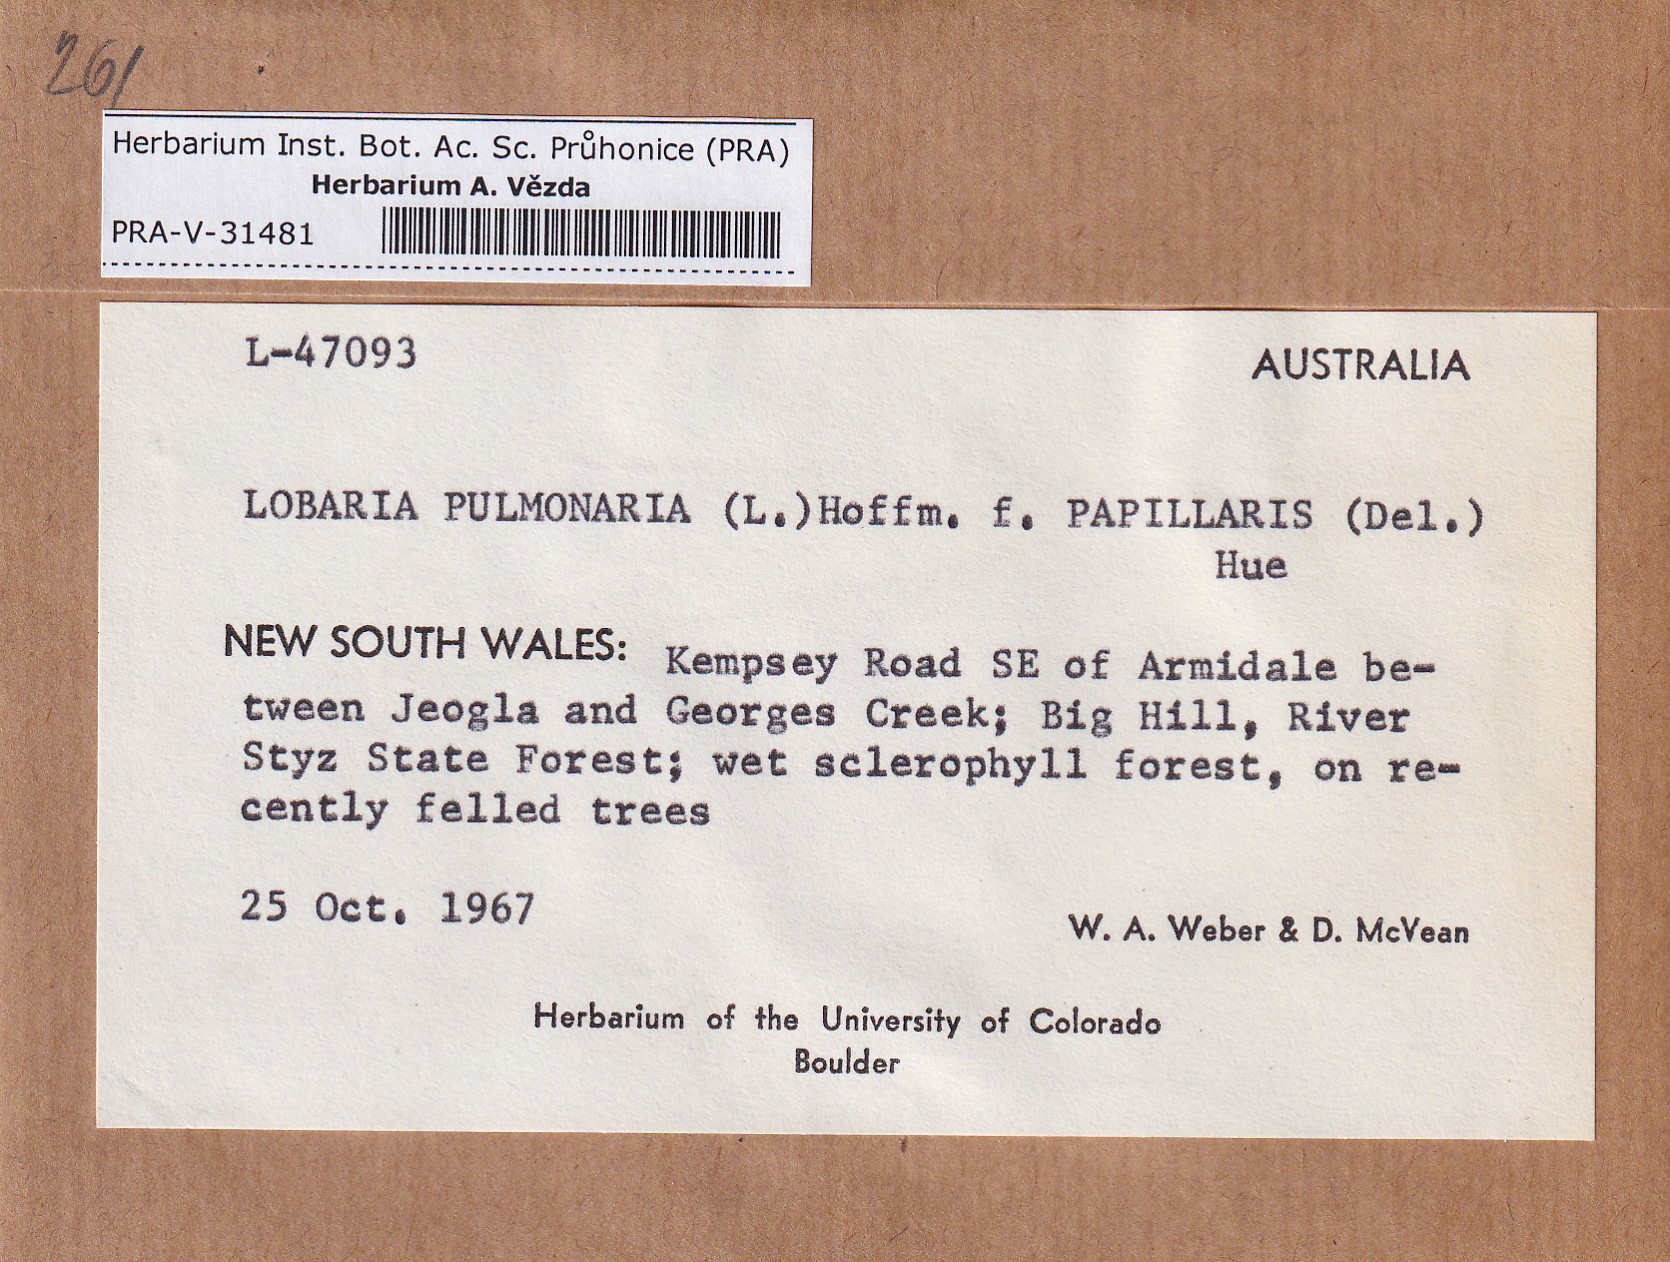 261
Herbarium Inst. Bot. Ac. Sc. Průhonice (PRA)
Herbarium A. Vězda
PRA-V-31481
L-47093
AUSTRALIA
LOBARIA PULMONARIA (L.)Hoffm. f. PAPILLARIS (Del.)
Hue
NEW SOUTH WALES: Kempsey Road SE of Armidale be-
tween Jeogla and Georges Creek; Big Hill, River
Styz State Forest; wet sclerophyll forest, on re-
cently felled trees
25 Oct. 1967
W. A. Weber & D. McVean
Herbarium of the University of Colorado
Boulder